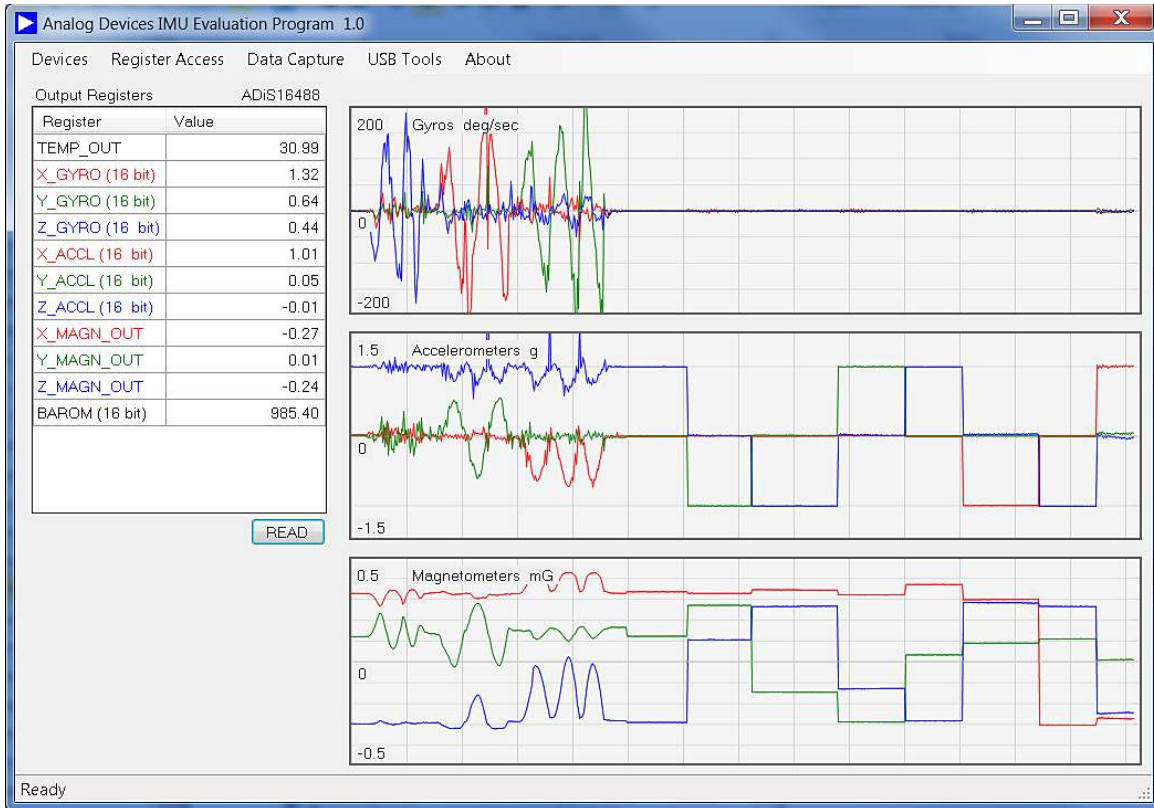 Analog Devices IMU Evaluation Program 1.0
Devices Register Access Data Capture USB Tools About
Output Registers ADiS16488
Register Value
TEMP_OUT 30.99
X_GYRO (16 bit) 1.32
Y_GYRO (16 bit) 0.64
Z_GYRO (16 bit) 0.44
X_ACCL (16 bit) 1.01
Y_ACCL (16 bit) 0.05
Z_ACCL (16 bit) -0.01
X_MAGN_OUT -0.27
Y_MAGN_OUT 0.01
Z_MAGN_OUT -0.24
BAROM (16 bit) 985.40
READ
200 Gyros deg/sec
0
-200
1.5 Accelerometers g
0
-1.5
0.5 Magnetometers mG
0
-0.5
Ready